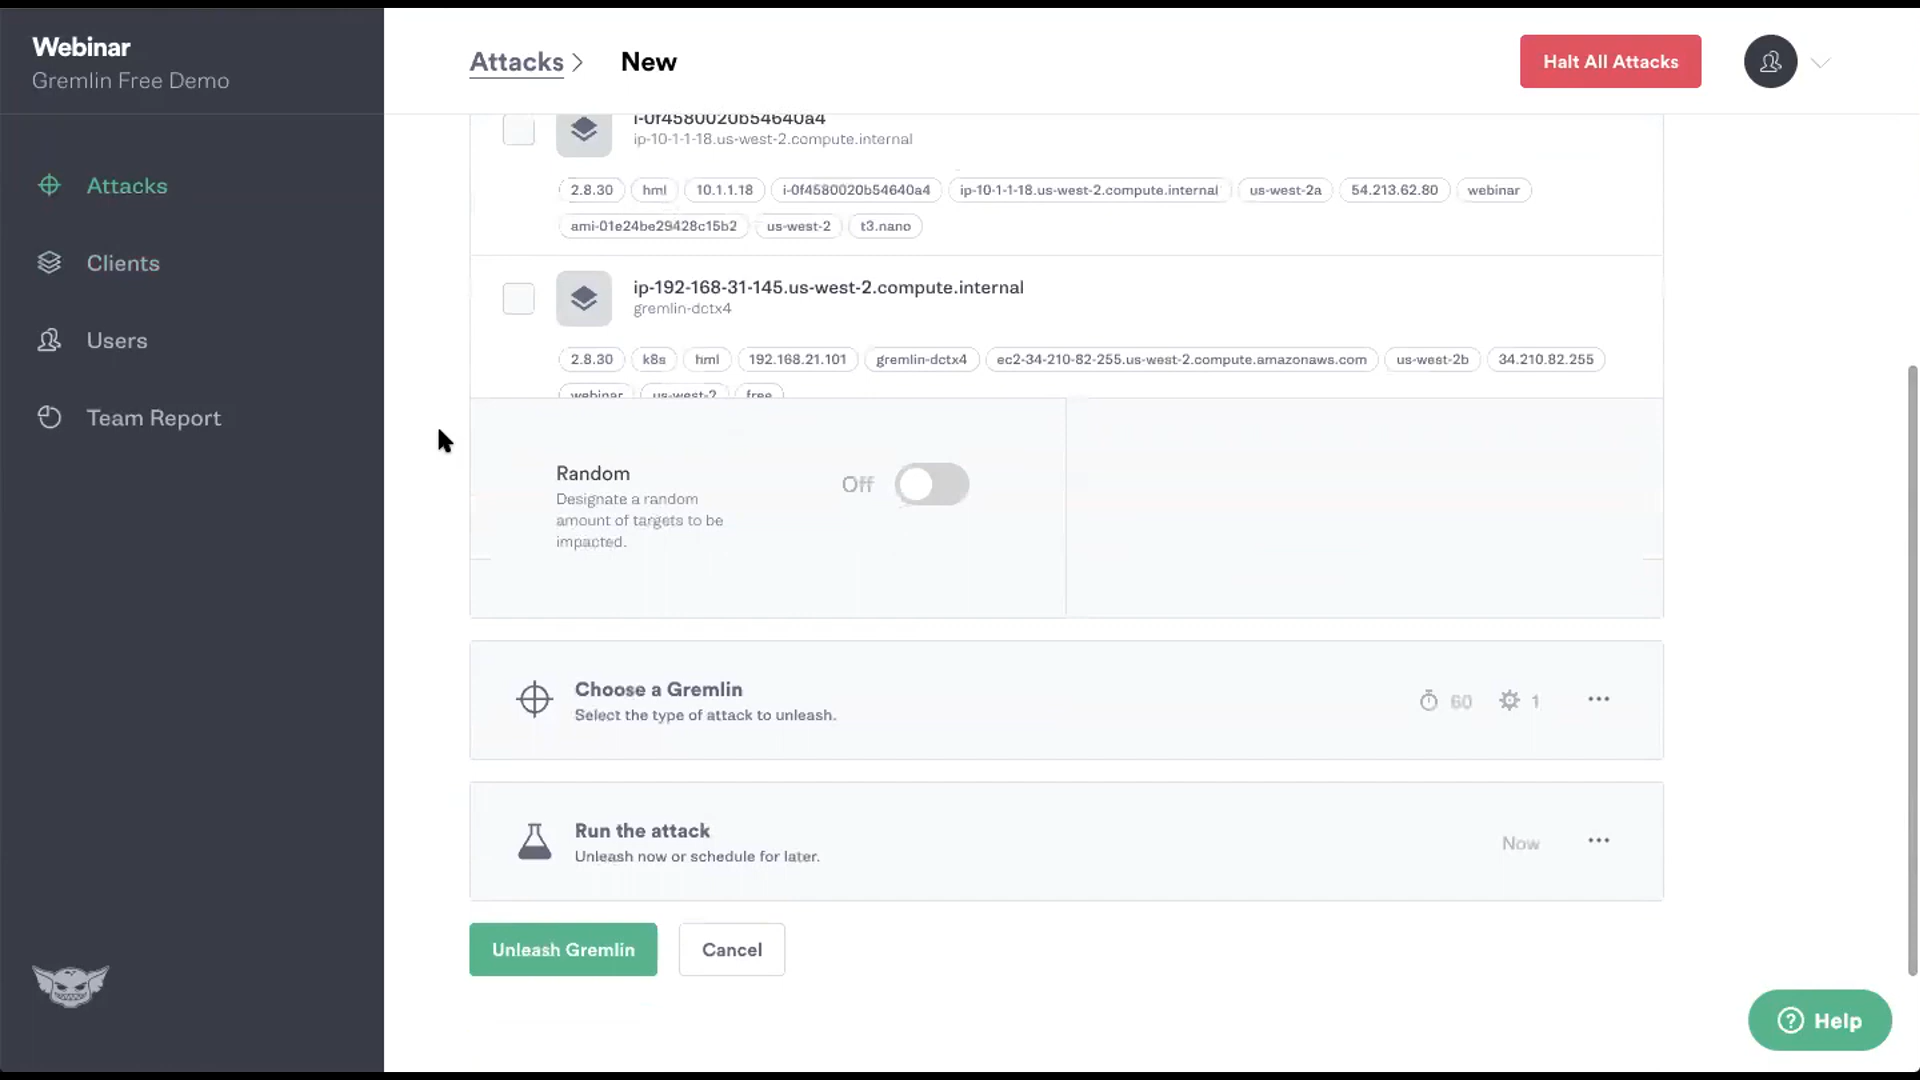 Webinar
Gremlin Free Demo
Attacks
Clients
Users
Team Report
Attacks > New
Halt All Attacks
i-0f4580020b54640a4
ip-10-1-1-18.us-west-2.compute.internal
2.8.30 hml 10.1.1.18 i-0f4580020b54640a4 ip-10-1-1-18.us-west-2.compute.internal us-west-2a 54.213.62.80 webinar
ami-01e24be29428c15b2 us-west-2 t3.nano
ip-192-168-31-145.us-west-2.compute.internal
gremlin-dctx4
2.8.30 k8s hml 192.168.21.101 gremlin-dctx4 ec2-34-210-82-255.us-west-2.compute.amazonaws.com us-west-2b 34.210.82.255
webinar us-west-2 free
Random
Off
Designate a random
amount of targets to be
impacted.
Choose a Gremlin
Select the type of attack to unleash.
60 1
Run the attack
Unleash now or schedule for later.
Now
Unleash Gremlin
Cancel
Help